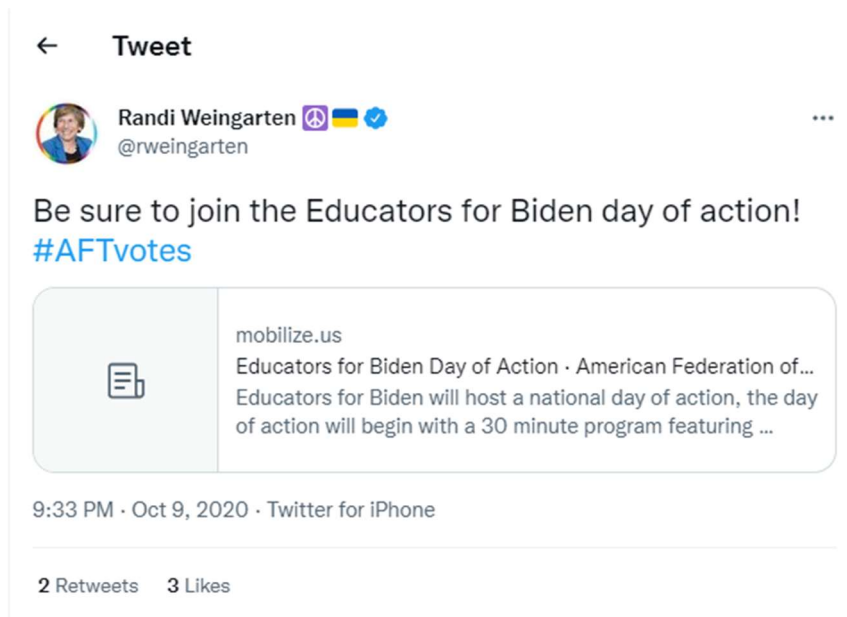 Tweet
Randi Weingarten ☮️🇺🇦
@rweingarten
Be sure to join the Educators for Biden day of action!
#AFTvotes
mobilize.us
Educators for Biden Day of Action · American Federation of...
Educators for Biden will host a national day of action, the day
of action will begin with a 30 minute program featuring ...
9:33 PM · Oct 9, 2020 · Twitter for iPhone
2 Retweets 3 Likes